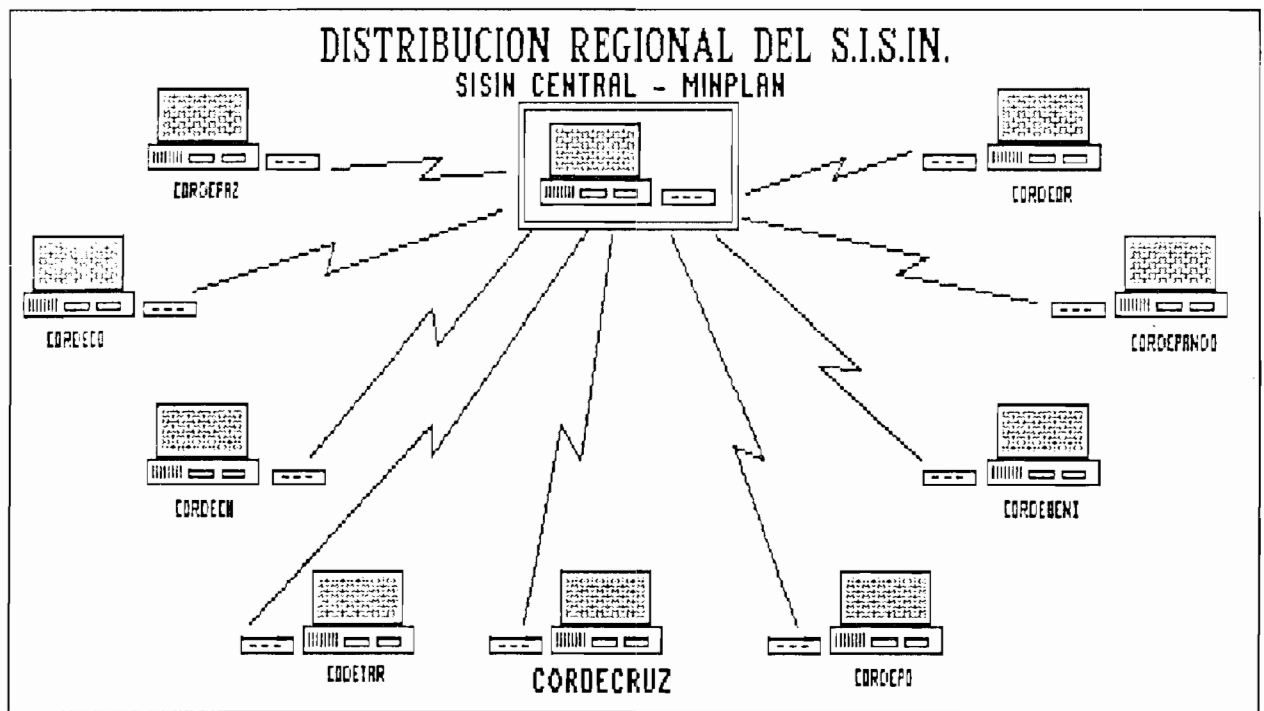 DISTRIBUCION REGIONAL DEL S.I.S.IN.
SISIN CENTRAL - MINPLAN
CORDEPAZ
CORDEOR
CORDECO
CORDEPANDO
CORDECH
CORDEBENI
CODETAR
CORDECRUZ
CORDEPO